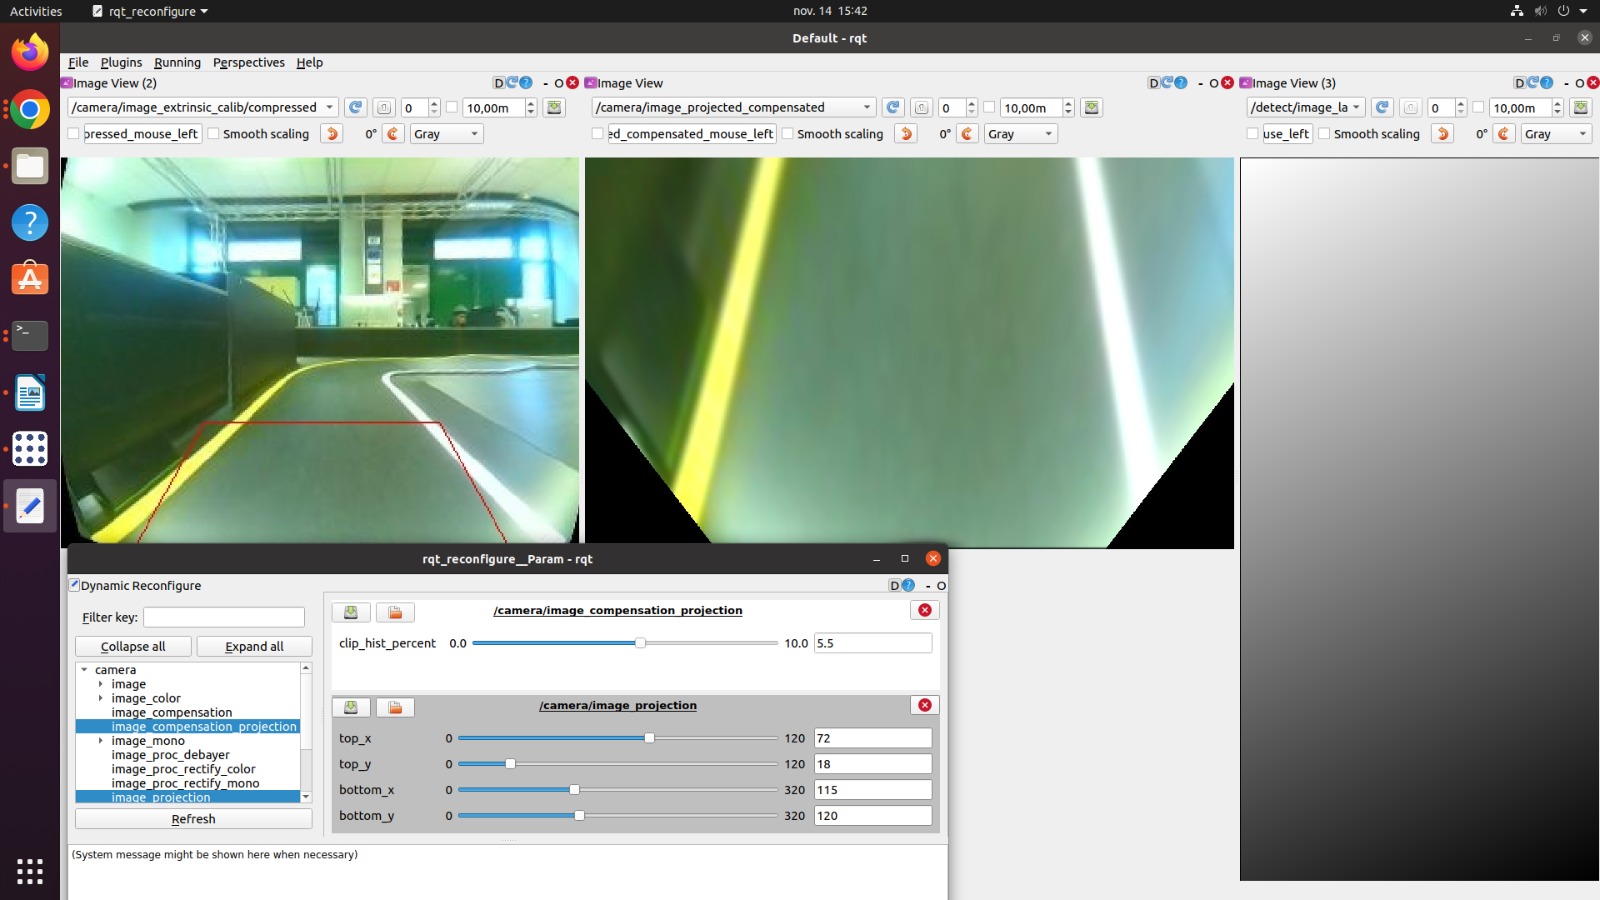 Activities rqt_reconfigure nov. 14 15:42
Default - rqt
File Plugins Running Perspectives Help
Image View (2) D - O
/camera/image_extrinsic_calib/compressed 0 10,00m
pressed_mouse_left Smooth scaling 0° Gray
Image View D - O
/camera/image_projected_compensated 0 10,00m
ed_compensated_mouse_left Smooth scaling 0° Gray
Image View (3) D - O
/detect/image_la 0 10,00m
use_left Smooth scaling 0° Gray
rqt_reconfigure__Param - rqt
Dynamic Reconfigure D - O
Filter key:
Collapse all Expand all
camera
image
image_color
image_compensation
image_compensation_projection
image_mono
image_proc_debayer
image_proc_rectify_color
image_proc_rectify_mono
image_projection
Refresh
/camera/image_compensation_projection
clip_hist_percent 0.0 10.0 5.5
/camera/image_projection
top_x 0 120 72
top_y 0 120 18
bottom_x 0 320 115
bottom_y 0 320 120
(System message might be shown here when necessary)